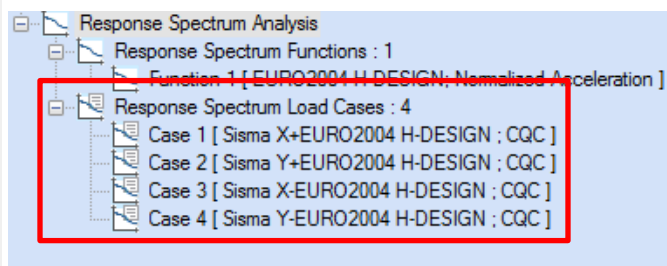 Response Spectrum Analysis
Response Spectrum Functions : 1
Function 1 [ EURO2004 H-DESIGN; Normalized Acceleration ]
Response Spectrum Load Cases : 4
Case 1 [ Sisma X+EURO2004 H-DESIGN ; CQC ]
Case 2 [ Sisma Y+EURO2004 H-DESIGN ; CQC ]
Case 3 [ Sisma X-EURO2004 H-DESIGN ; CQC ]
Case 4 [ Sisma Y-EURO2004 H-DESIGN ; CQC ]